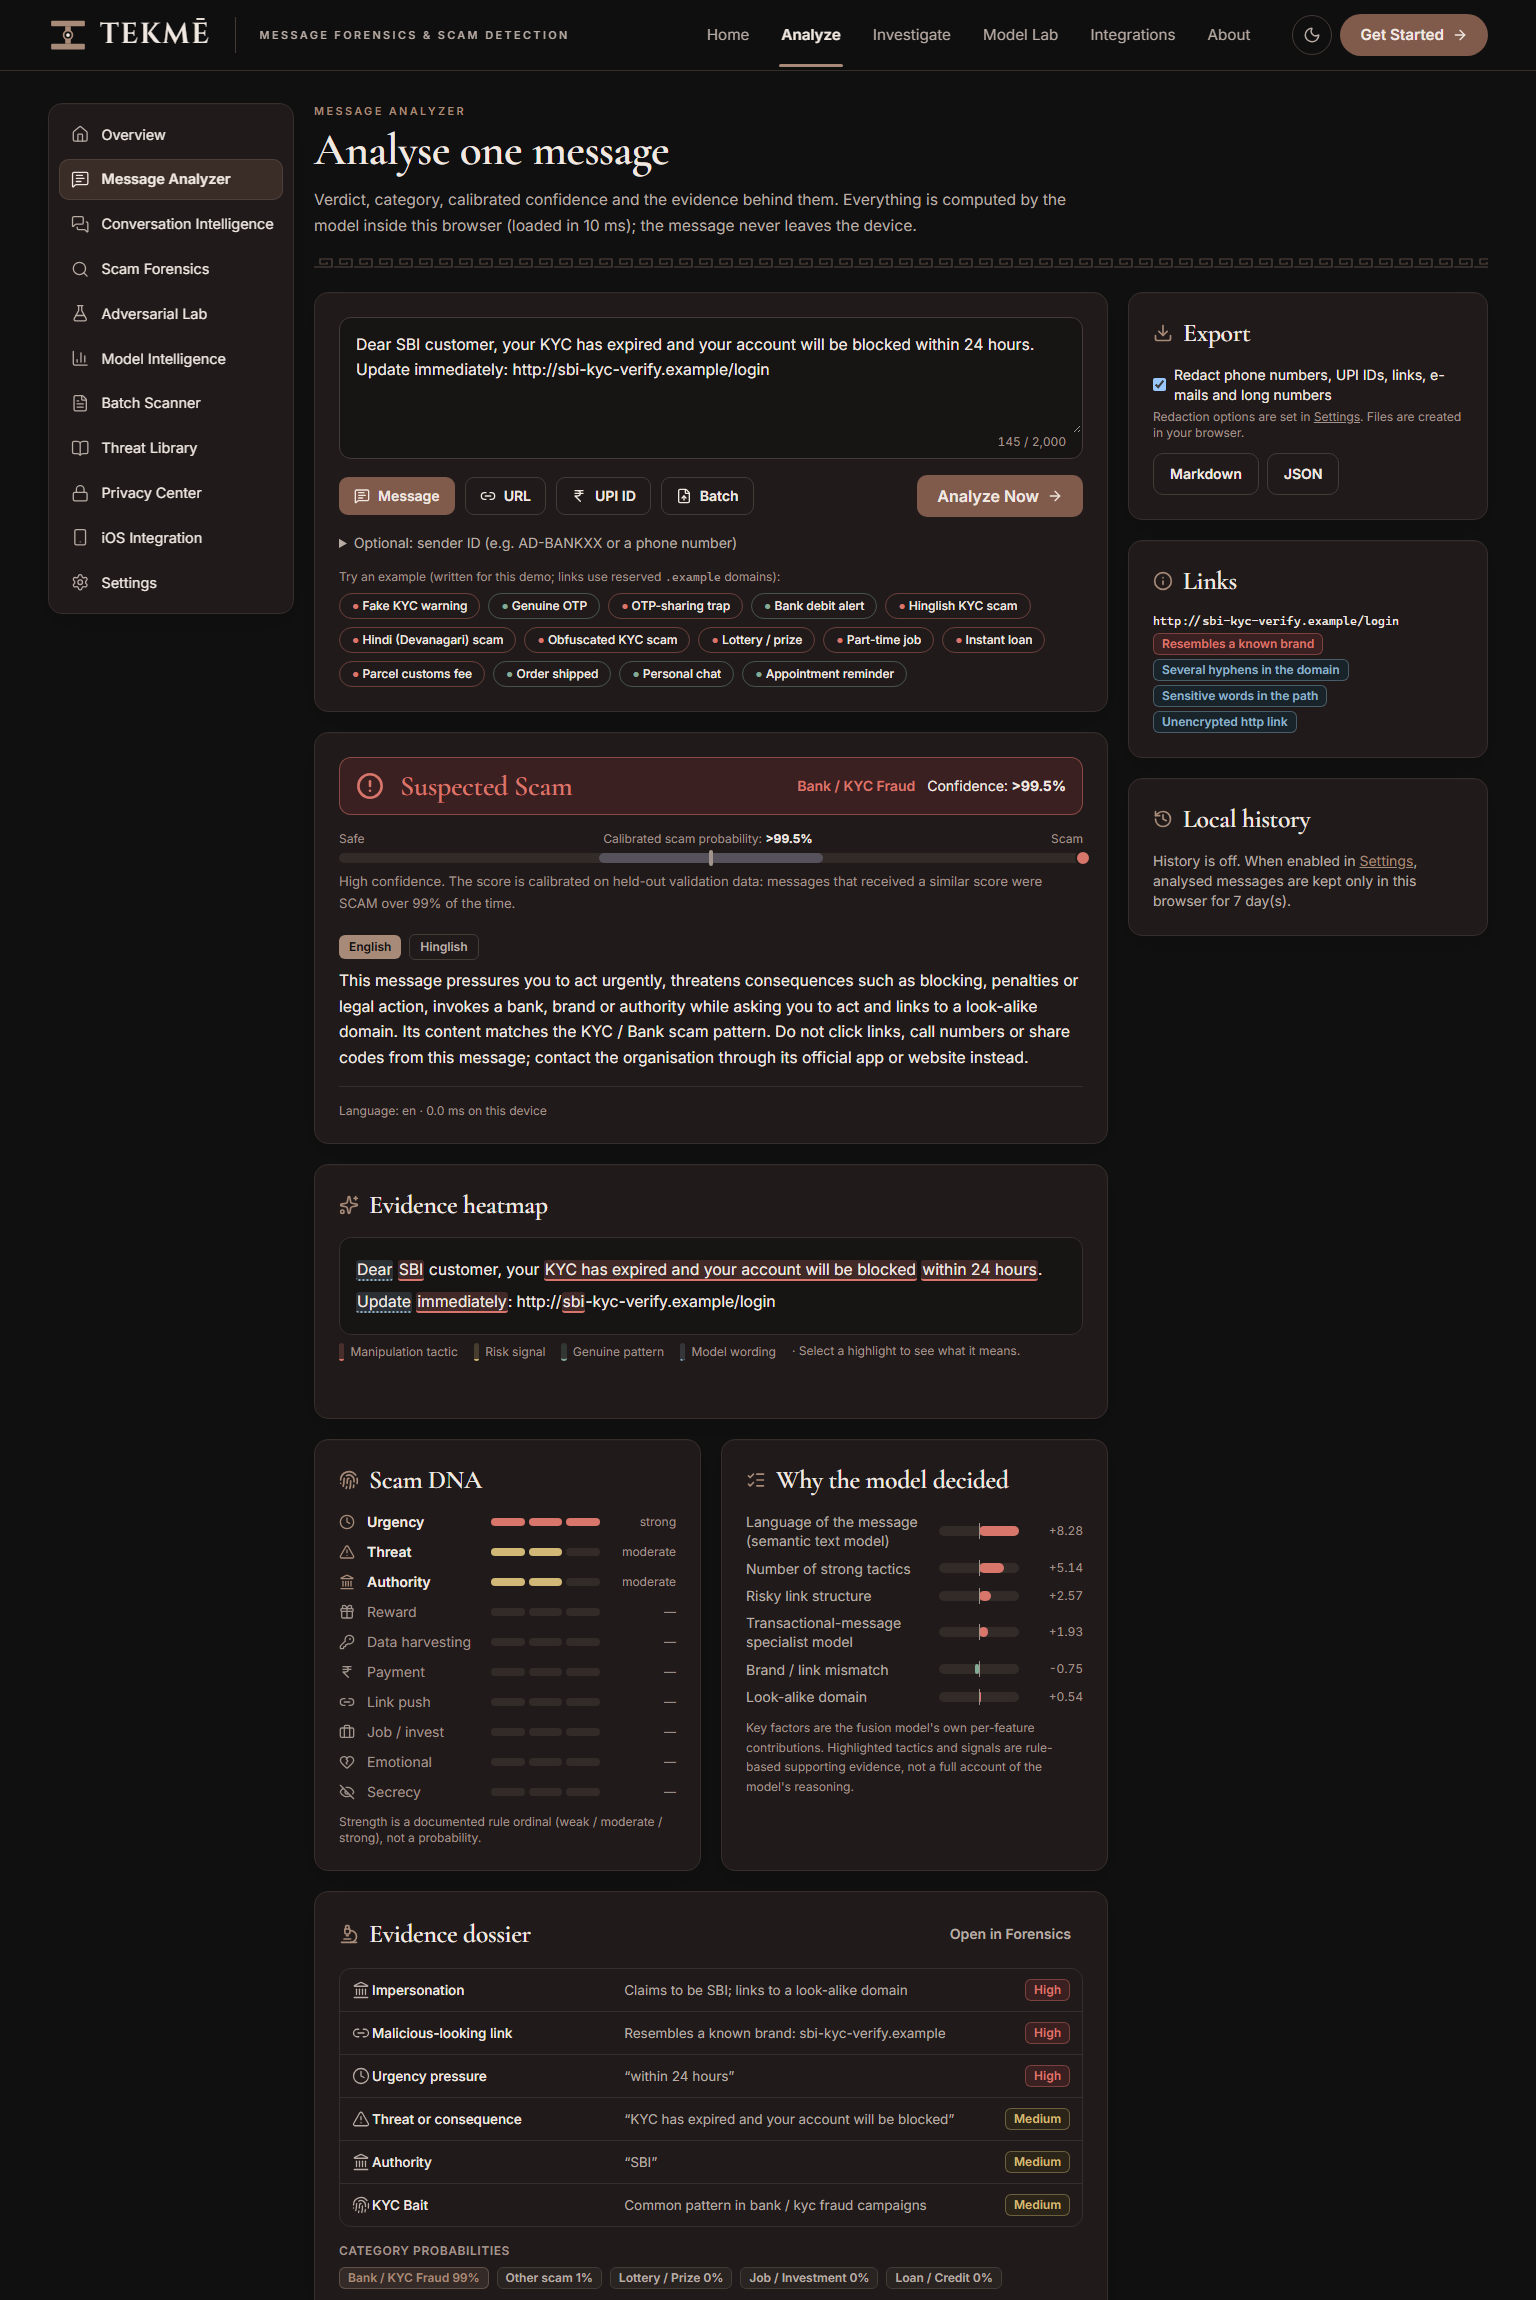 TEKMĒ
MESSAGE FORENSICS & SCAM DETECTION
Home
Analyze
Investigate
Model Lab
Integrations
About
Get Started
Overview
Message Analyzer
Conversation Intelligence
Scam Forensics
Adversarial Lab
Model Intelligence
Batch Scanner
Threat Library
Privacy Center
iOS Integration
Settings
MESSAGE ANALYZER
Analyse one message
Verdict, category, calibrated confidence and the evidence behind them. Everything is computed by the
model inside this browser (loaded in 10 ms); the message never leaves the device.
Dear SBI customer, your KYC has expired and your account will be blocked within 24 hours.
Update immediately: http://sbi-kyc-verify.example/login
145 / 2,000
Message
URL
UPI ID
Batch
Analyze Now
Optional: sender ID (e.g. AD-BANKXX or a phone number)
Try an example (written for this demo; links use reserved .example domains):
Fake KYC warning
Genuine OTP
OTP-sharing trap
Bank debit alert
Hinglish KYC scam
Hindi (Devanagari) scam
Obfuscated KYC scam
Lottery / prize
Part-time job
Instant loan
Parcel customs fee
Order shipped
Personal chat
Appointment reminder
Suspected Scam
Bank / KYC Fraud
Confidence: >99.5%
Safe
Calibrated scam probability: >99.5%
Scam
High confidence. The score is calibrated on held-out validation data: messages that received a similar score were
SCAM over 99% of the time.
English
Hinglish
This message pressures you to act urgently, threatens consequences such as blocking, penalties or
legal action, invokes a bank, brand or authority while asking you to act and links to a look-alike
domain. Its content matches the KYC / Bank scam pattern. Do not click links, call numbers or share
codes from this message; contact the organisation through its official app or website instead.
Language: en · 0.0 ms on this device
Evidence heatmap
Dear SBI customer, your KYC has expired and your account will be blocked within 24 hours.
Update immediately: http://sbi-kyc-verify.example/login
Manipulation tactic
Risk signal
Genuine pattern
Model wording
· Select a highlight to see what it means.
Scam DNA
Urgency strong
Threat moderate
Authority moderate
Reward —
Data harvesting —
Payment —
Link push —
Job / invest —
Emotional —
Secrecy —
Strength is a documented rule ordinal (weak / moderate /
strong), not a probability.
Why the model decided
Language of the message
(semantic text model) +8.28
Number of strong tactics +5.14
Risky link structure +2.57
Transactional-message
specialist model +1.93
Brand / link mismatch -0.75
Look-alike domain +0.54
Key factors are the fusion model's own per-feature
contributions. Highlighted tactics and signals are rule-
based supporting evidence, not a full account of the
model's reasoning.
Evidence dossier
Open in Forensics
Impersonation Claims to be SBI; links to a look-alike domain High
Malicious-looking link Resembles a known brand: sbi-kyc-verify.example High
Urgency pressure “within 24 hours” High
Threat or consequence “KYC has expired and your account will be blocked” Medium
Authority “SBI” Medium
KYC Bait Common pattern in bank / kyc fraud campaigns Medium
CATEGORY PROBABILITIES
Bank / KYC Fraud 99%
Other scam 1%
Lottery / Prize 0%
Job / Investment 0%
Loan / Credit 0%
Export
Redact phone numbers, UPI IDs, links, e-
mails and long numbers
Redaction options are set in Settings. Files are created
in your browser.
Markdown
JSON
Links
http://sbi-kyc-verify.example/login
Resembles a known brand
Several hyphens in the domain
Sensitive words in the path
Unencrypted http link
Local history
History is off. When enabled in Settings,
analysed messages are kept only in this
browser for 7 day(s).